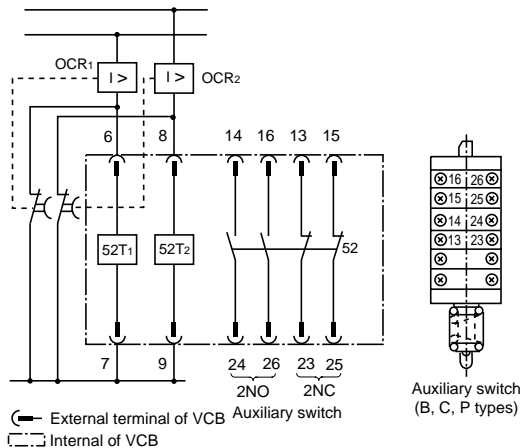 OCR1
I >
I >
OCR2
6
8
14
16
13
15
52T1
52T2
52
7
9
24
26
23
25
2NO
2NC
Auxiliary switch
External terminal of VCB
Internal of VCB
16 26
15 25
14 24
13 23
Auxiliary switch
(B, C, P types)